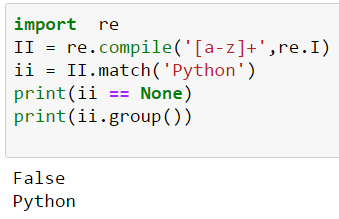 import  re
II = re.compile('[a-z]+',re.I)
ii = II.match('Python')
print(ii == None)
print(ii.group())
False
Python